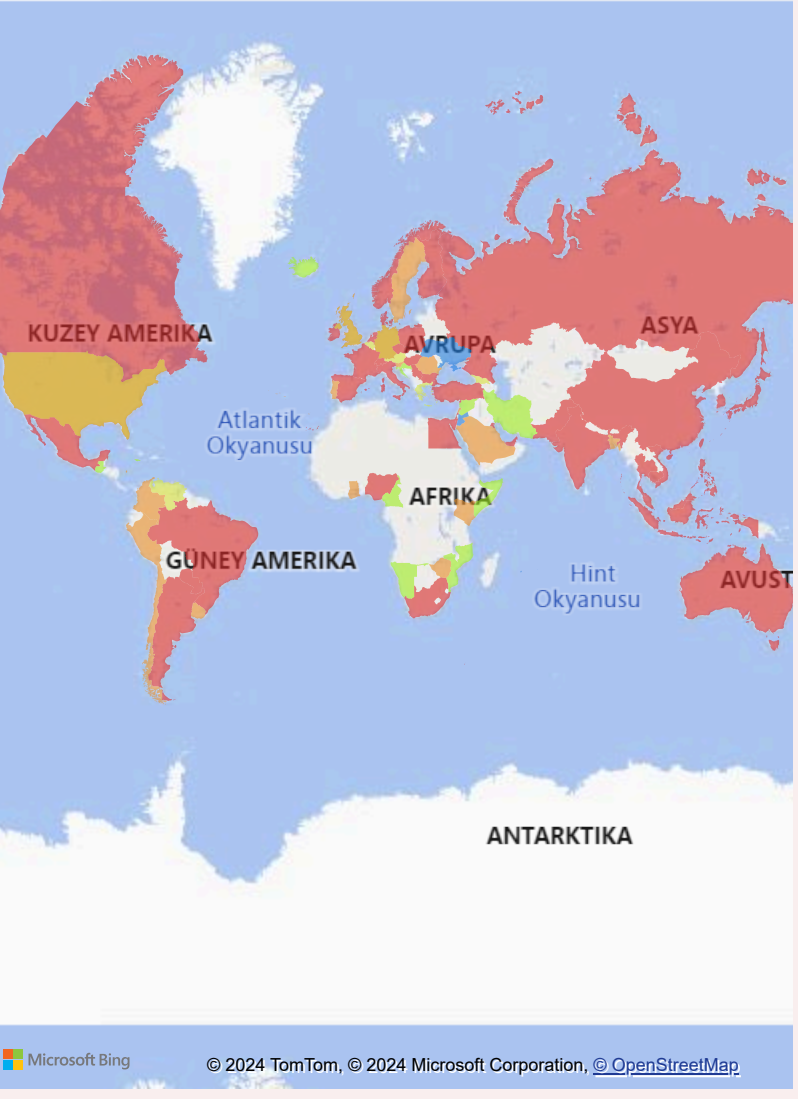 KUZEY AMERIKA
ASYA
AVRUPA
Atlantik
Okyanusu
AFRIKA
GÜNEY AMERIKA
Hint
Okyanusu
AVUST
ANTARKTIKA
Microsoft Bing
© 2024 TomTom, © 2024 Microsoft Corporation, © OpenStreetMap